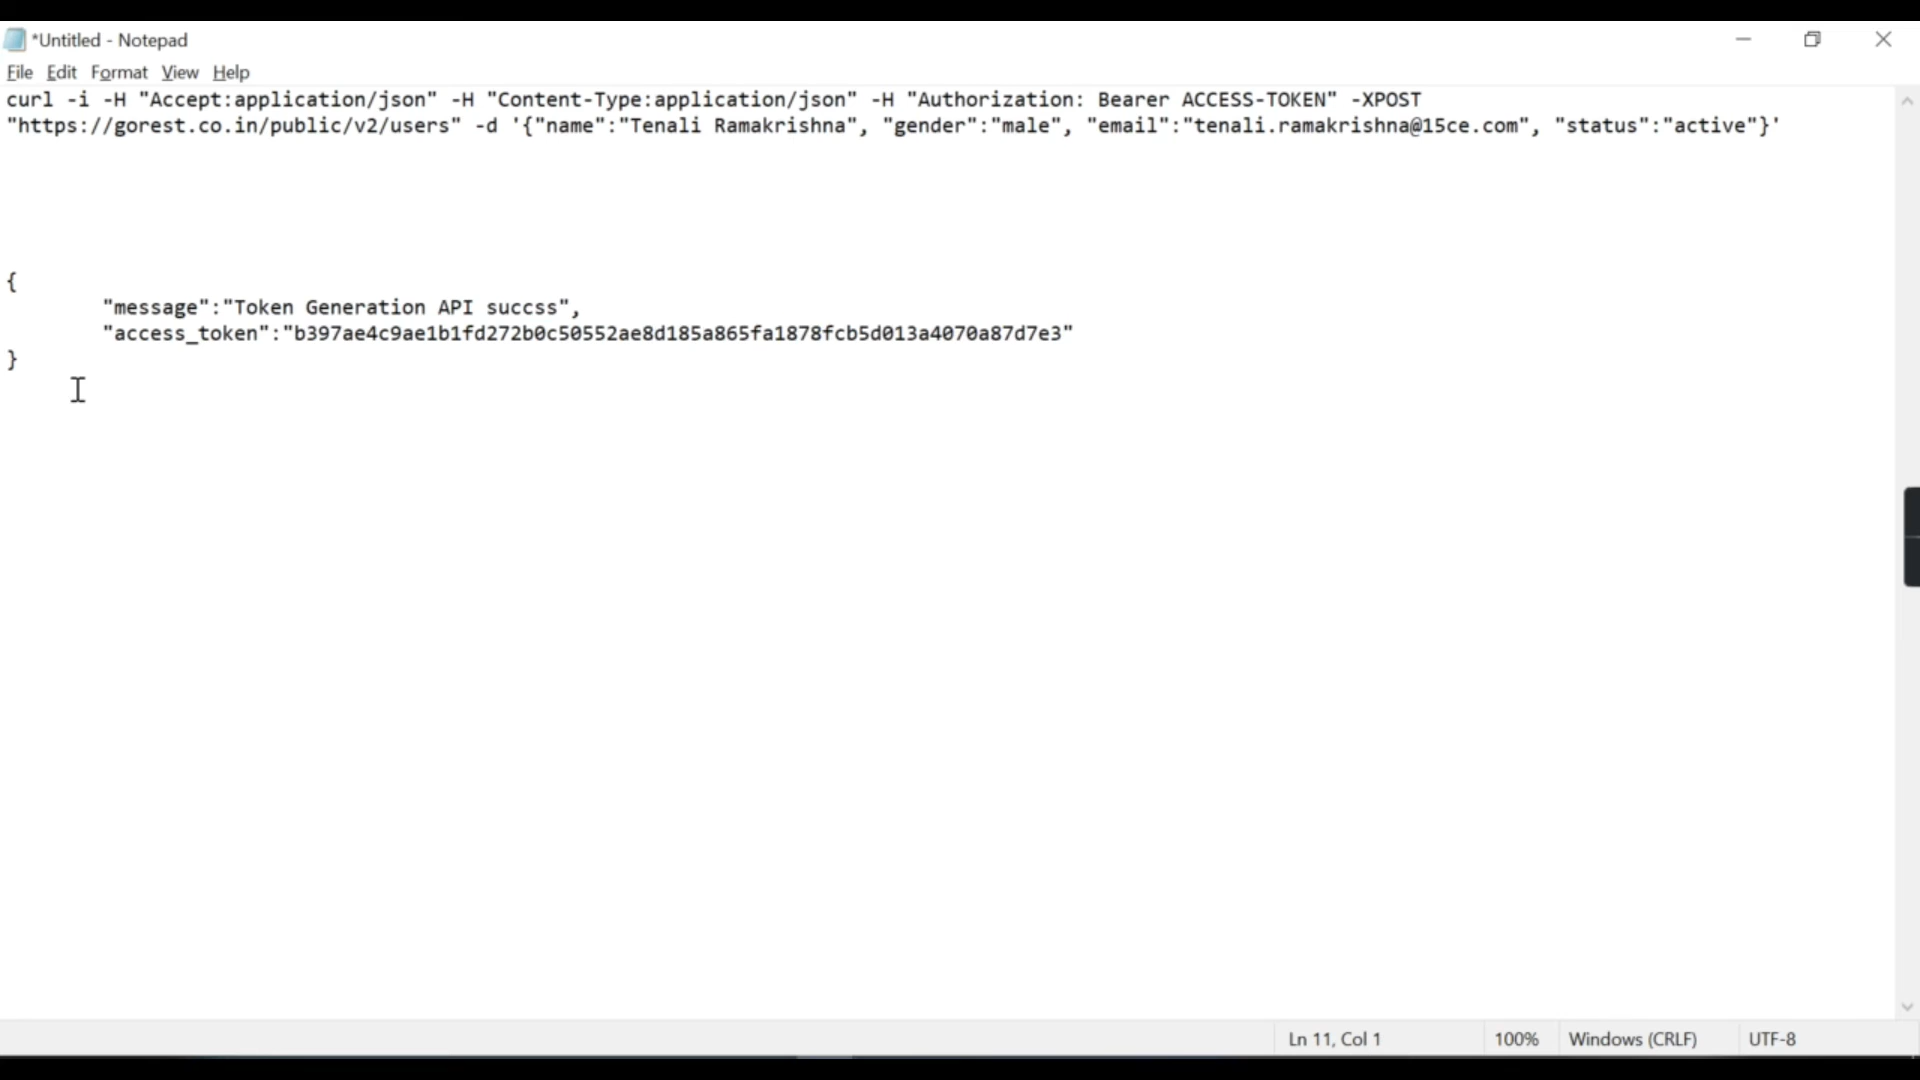 *Untitled - Notepad
File Edit Format View Help
curl -i -H "Accept:application/json" -H "Content-Type:application/json" -H "Authorization: Bearer ACCESS-TOKEN" -XPOST
"https://gorest.co.in/public/v2/users" -d '{"name":"Tenali Ramakrishna", "gender":"male", "email":"tenali.ramakrishna@15ce.com", "status":"active"}'
{
"message":"Token Generation API succss",
"access_token":"b397ae4c9ae1b1fd272b0c50552ae8d185a865fa1878fcb5d013a4070a87d7e3"
}
Ln 11, Col 1 100% Windows (CRLF) UTF-8